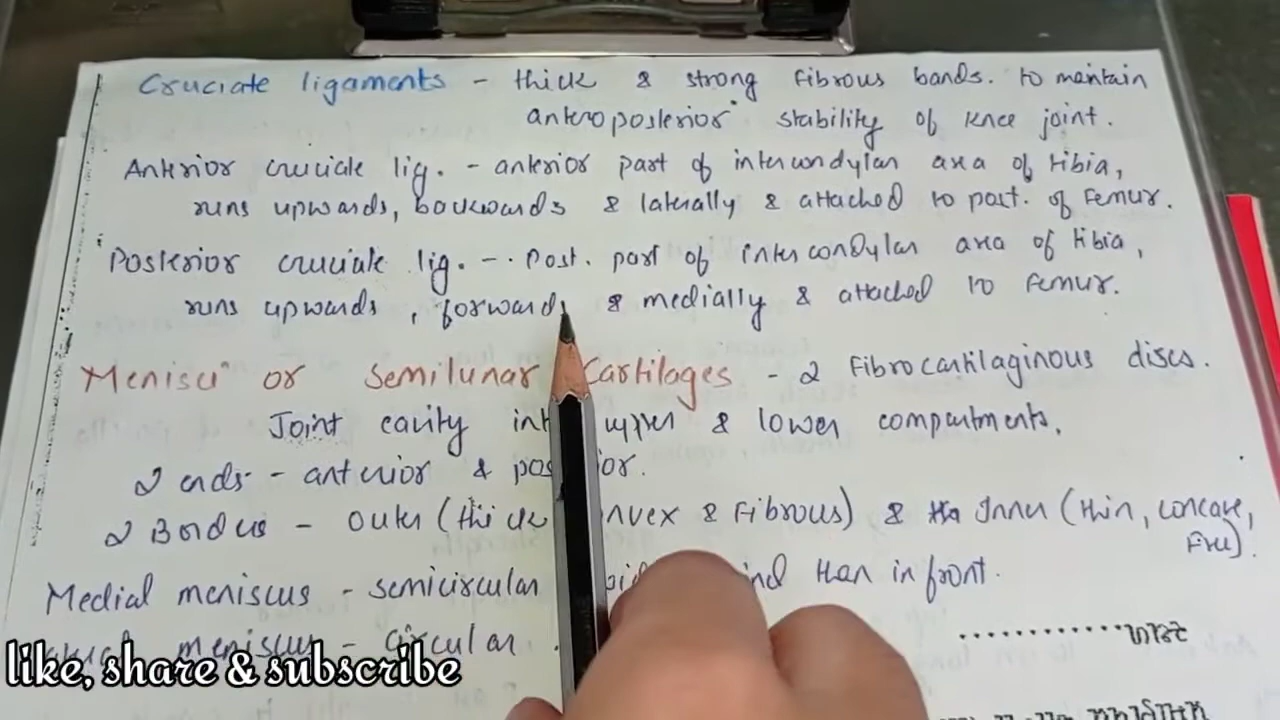 Cruciate ligaments - thick & strong fibrous bands. to maintain
anteroposterior stability of knee joint.
Anterior cruciate lig. - anterior part of intercondylar area of tibia,
runs upwards, backwards & laterally & attached to post. of femur.
Posterior cruciate lig. - Post. part of intercondylar area of tibia,
runs upwards, forwards & medially & attached to femur.
Menisci or Semilunar Cartilages - 2 fibrocartilaginous discs.
Joint cavity upper & lower compartments.
2 ends - anterior &
2 Borders - Outer (thick & fibrous) & Inner (thin, concave,
free).
Medial meniscus - semicircular than in front.
meniscus - circular
like, share & subscribe